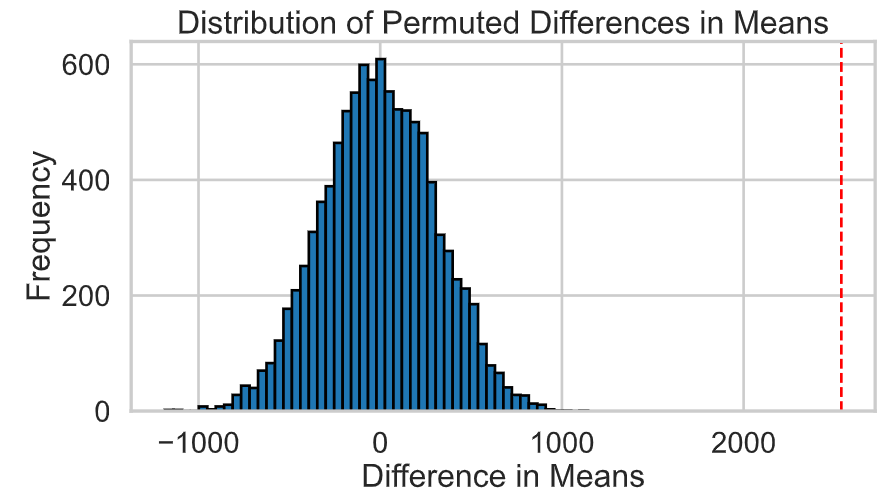 Distribution of Permuted Differences in Means
Frequency
600
400
200
0
−1000 0 1000 2000
Difference in Means